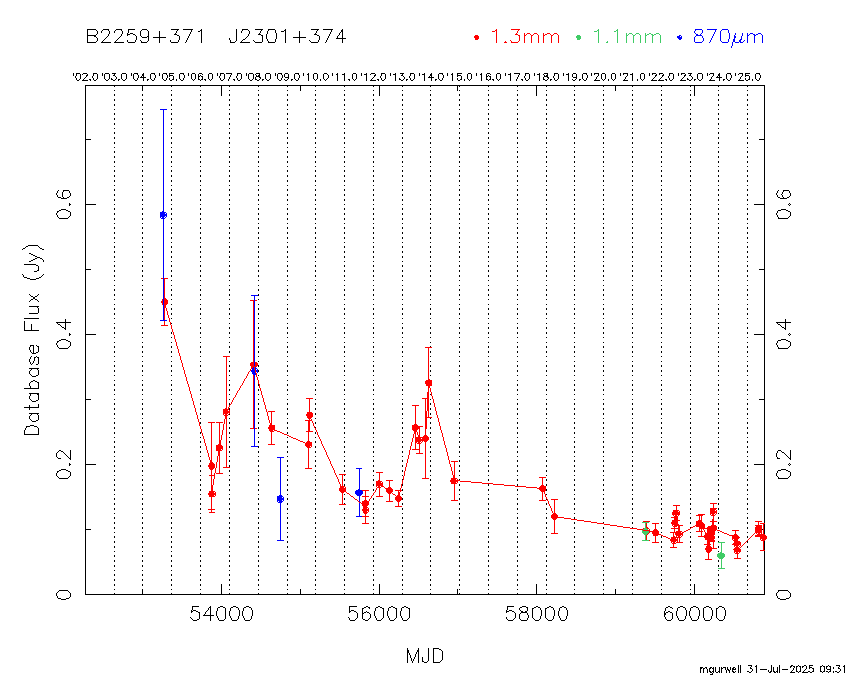 B2259+371 J2301+374 1.3mm 1.1mm 870μm
'02.0 '03.0 '04.0 '05.0 '06.0 '07.0 '08.0 '09.0 '10.0 '11.0 '12.0 '13.0 '14.0 '15.0 '16.0 '17.0 '18.0 '19.0 '20.0 '21.0 '22.0 '23.0 '24.0 '25.0
0.6 0.6
0.4 0.4
Database Flux (Jy)
0.2 0.2
0 0
54000 56000 58000 60000
MJD
mgurwell 31-Jul-2025 09:31